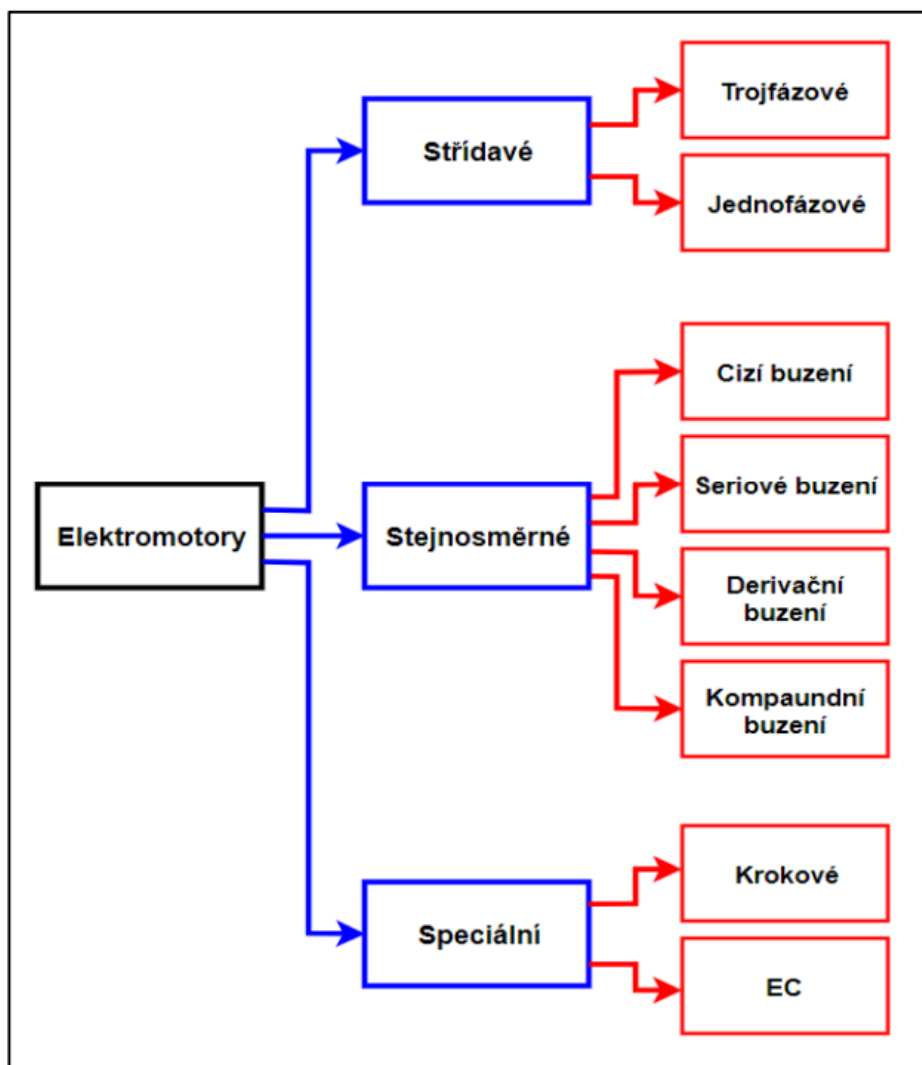 Elektromotory
Střídavé
Trojfázové
Jednofázové
Stejnosměrné
Cizí buzení
Seriové buzení
Derivační
buzení
Kompaundní
buzení
Speciální
Krokové
EC